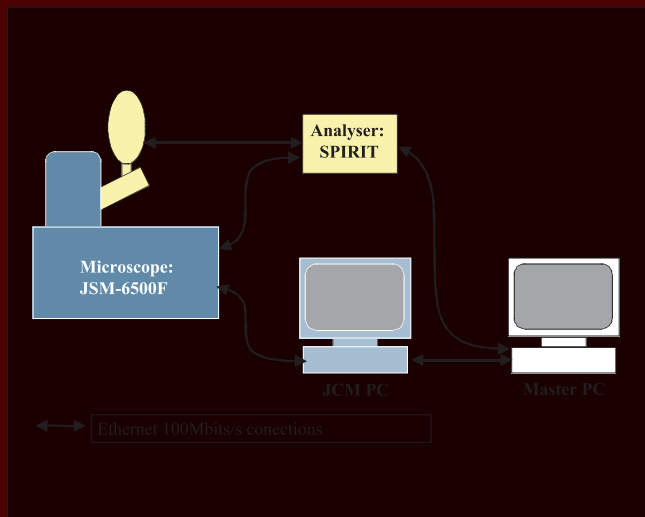 Analyser:
SPIRIT
Microscope:
JSM-6500F
JCM PC
Master PC
Ethernet 100Mbits/s conections